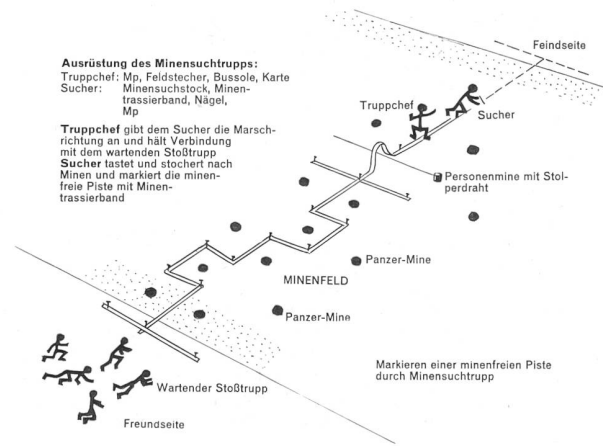 Ausrüstung des Minensuchtrupps:
Truppchef: Mp, Feldstecher, Bussole, Karte
Sucher: Minensuchstock, Minen-
trassierband, Nägel,
Mp
Truppchef gibt dem Sucher die Marsch-
richtung an und hält Verbindung
mit dem wartenden Stoßtrupp
Sucher tastet und stochert nach
Minen und markiert die minen-
freie Piste mit Minen-
trassierband
Feindseite
Truppchef
Sucher
Personenmine mit Stol-
perdraht
Panzer-Mine
MINENFELD
Panzer-Mine
Markieren einer minenfreien Piste
durch Minensuchtrupp
Wartender Stoßtrupp
Freundseite